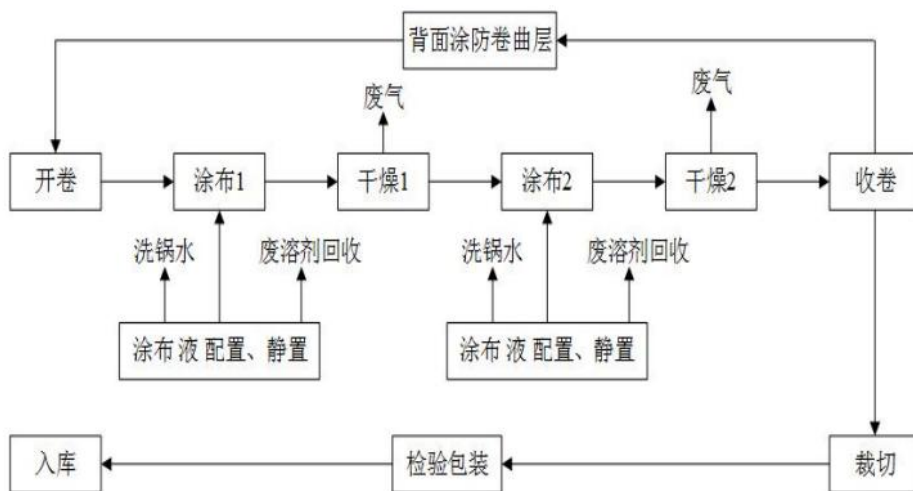 背面涂防卷曲层
废气
废气
开卷
涂布1
干燥1
涂布2
干燥2
收卷
洗锅水
废溶剂回收
洗锅水
废溶剂回收
涂布 液 配置、静置
涂布 液 配置、静置
入库
检验包装
裁切